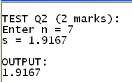 TEST Q2 (2 marks):
Enter n = 7
s = 1.9167
OUTPUT:
1.9167